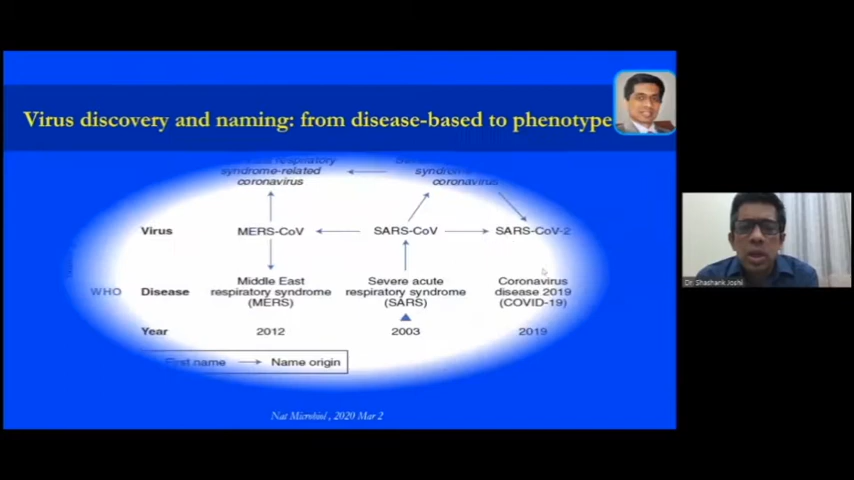 Virus discovery and naming: from disease-based to phenotype
syndrome-related
coronavirus
coronavirus
Virus MERS-CoV SARS-CoV SARS-CoV-2
Middle East Severe acute Coronavirus
WHO Disease respiratory syndrome respiratory syndrome disease 2019
(MERS) (SARS) (COVID-19)
Year 2012 2003 2019
First name Name origin
Nat Microbiol , 2020 Mar 2
Dr. Shashank Joshi